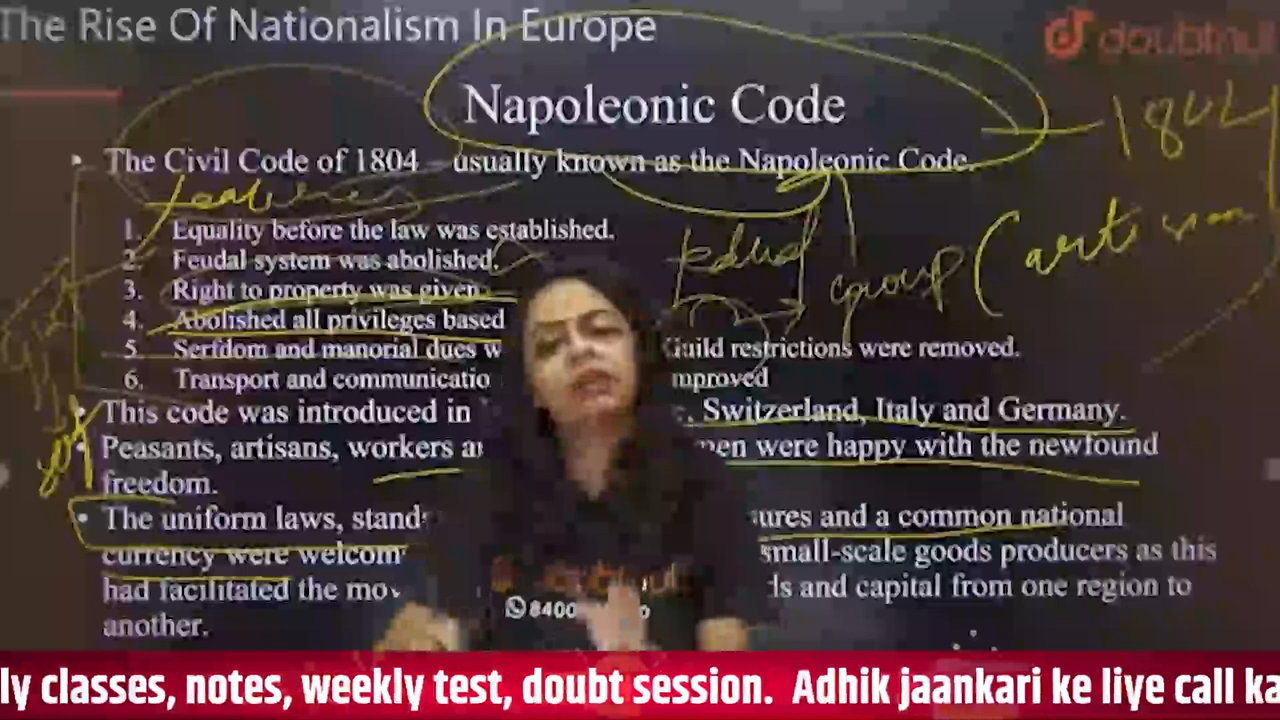 The Rise Of Nationalism In Europe
doubtnut
Napoleonic Code
• The Civil Code of 1804 – usually known as the Napoleonic Code.
features
1. Equality before the law was established.
2. Feudal system was abolished.
group
3. Right to property was given
4. Abolished all privileges based
5. Serfdom and manorial dues w Guild restrictions were removed.
6. Transport and communicatio mproved
• This code was introduced in Switzerland, Italy and Germany.
• Peasants, artisans, workers a men were happy with the newfound
freedom.
• The uniform laws, stand ures and a common national
currency were welcom small-scale goods producers as this
had facilitated the mov ds and capital from one region to
another.
doubtnut
8400
ly classes, notes, weekly test, doubt session. Adhik jaankari ke liye call ka